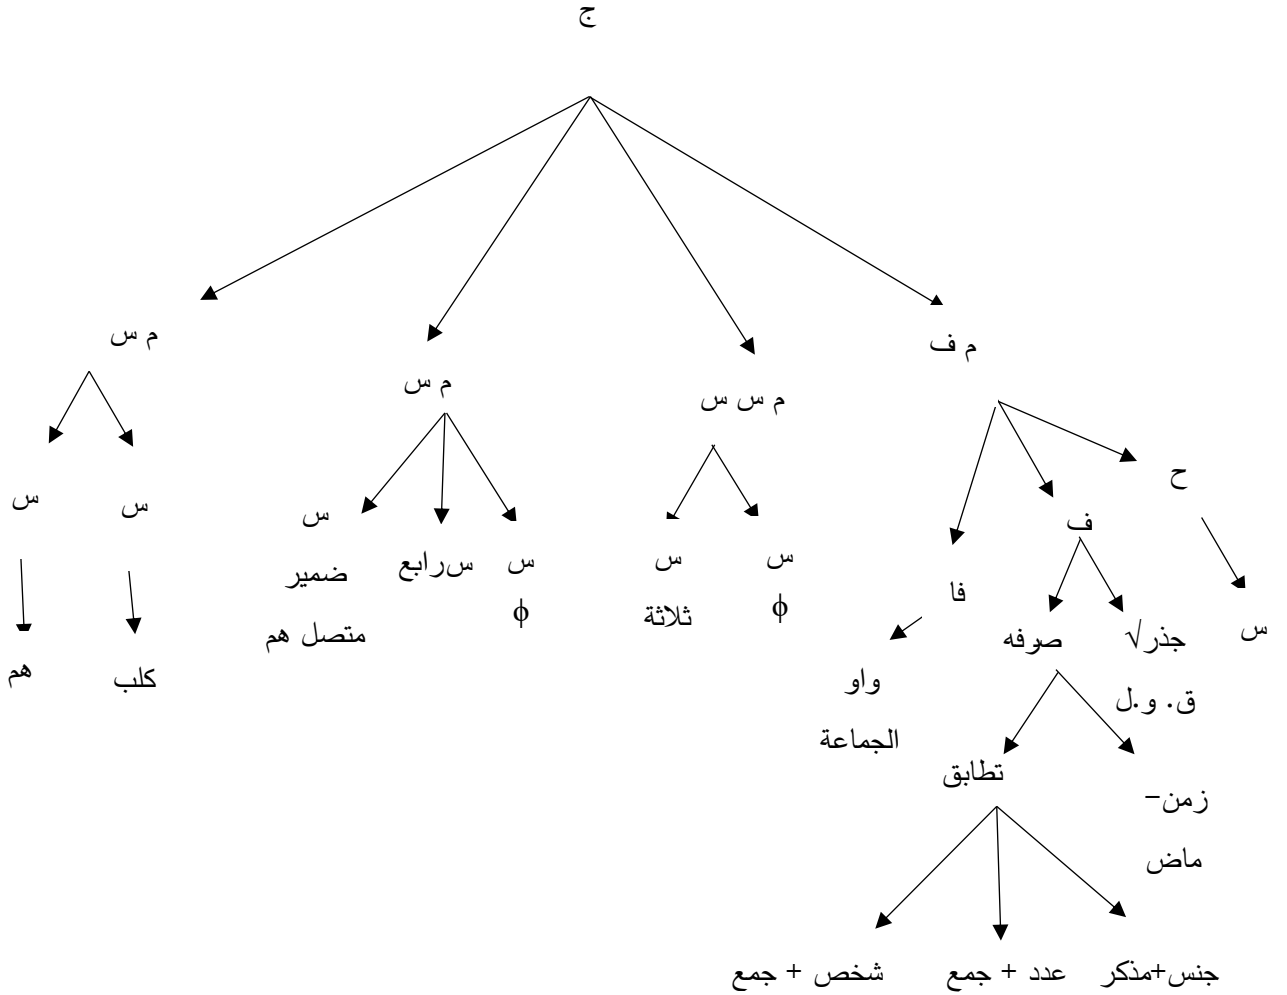 ج
م ف
م س س
م س
م س
ح
ف
فا
س
س
φ
س
ثلاثة
س
φ
س رابع
س
ضمير
متصل هم
س
س
كلب
هم
جذر√
ق. و.ل
صرفه
واو
الجماعة
زمن–
ماض
تطابق
جنس+مذكر
عدد + جمع
شخص + جمع